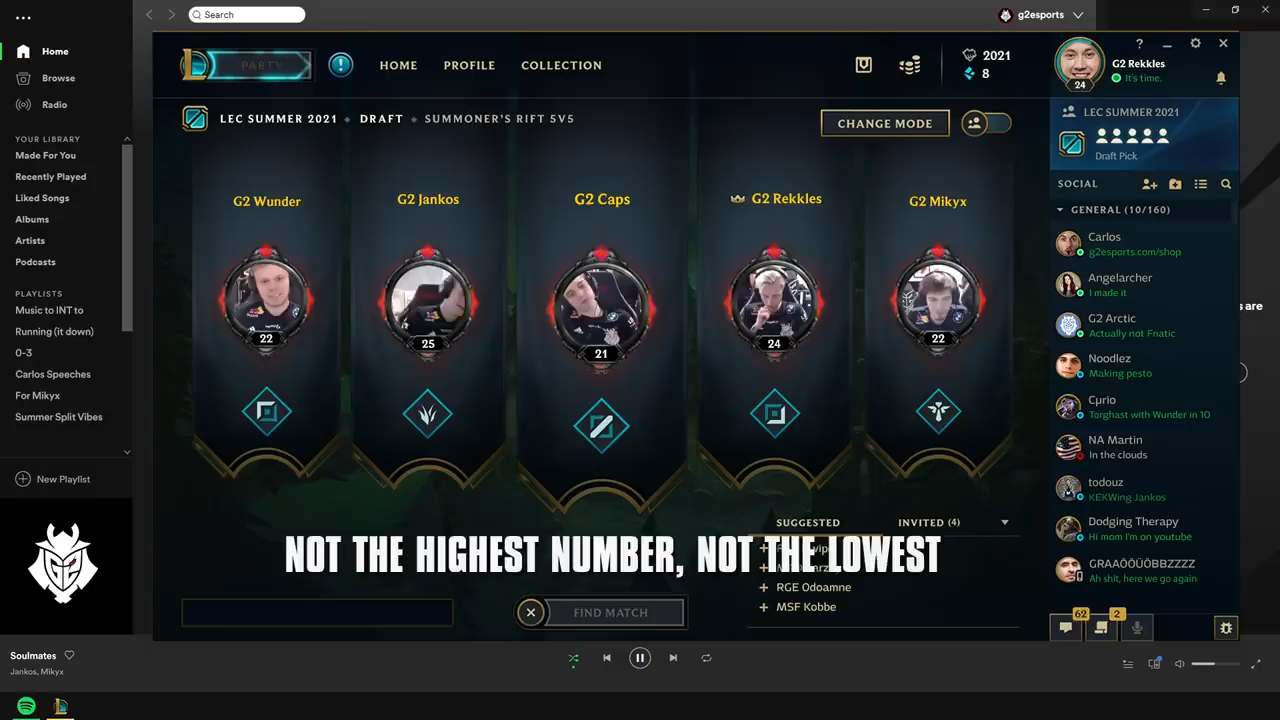 Search
g2esports
Home
Browse
Radio
YOUR LIBRARY
Made For You
Recently Played
Liked Songs
Albums
Artists
Podcasts
PLAYLISTS
Music to INT to
Running (it down)
0-3
Carlos Speeches
For Mikyx
Summer Split Vibes
New Playlist
Soulmates
Jankos, Mikyx
PARTY
HOME
PROFILE
COLLECTION
2021
8
LEC SUMMER 2021
DRAFT
SUMMONER'S RIFT 5V5
CHANGE MODE
G2 Wunder
G2 Jankos
G2 Caps
G2 Rekkles
G2 Mikyx
22
25
21
24
22
NOT THE HIGHEST NUMBER, NOT THE LOWEST
SUGGESTED
INVITED (4)
RGE Odoamne
MSF Kobbe
FIND MATCH
24
G2 Rekkles
It's time.
LEC SUMMER 2021
Draft Pick
SOCIAL
GENERAL (10/160)
Carlos
g2esports.com/shop
Angelarcher
I made it
G2 Arctic
Actually not Fnatic
Noodlez
Making pesto
Cyrio
Torghast with Wunder in 10
NA Martin
In the clouds
todouz
KEKWing Jankos
Dodging Therapy
Hi mom I'm on youtube
GRAAÖÖÜÖBBZZZZ
Ah shit, here we go again
62
2
s are